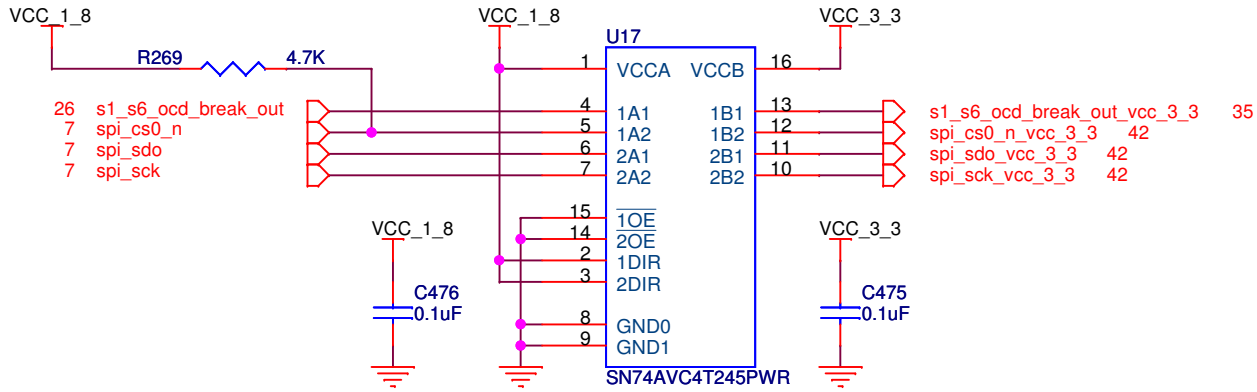 VCC_1_8
VCC_1_8
VCC_3_3
U17
R269 4.7K
1 VCCA VCCB 16
26 s1_s6_ocd_break_out 4 1A1 1B1 13 s1_s6_ocd_break_out_vcc_3_3 35
7 spi_cs0_n 5 1A2 1B2 12 spi_cs0_n_vcc_3_3 42
7 spi_sdo 6 2A1 2B1 11 spi_sdo_vcc_3_3 42
7 spi_sck 7 2A2 2B2 10 spi_sck_vcc_3_3 42
15 1OE
VCC_1_8
VCC_3_3
14 2OE
2 1DIR
3 2DIR
C476
0.1uF
C475
0.1uF
8 GND0
9 GND1
SN74AVC4T245PWR